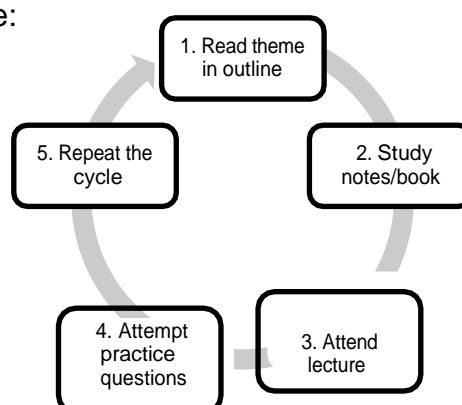 e:
1. Read theme
in outline
2. Study
notes/book
3. Attend
lecture
4. Attempt
practice
questions
5. Repeat the
cycle